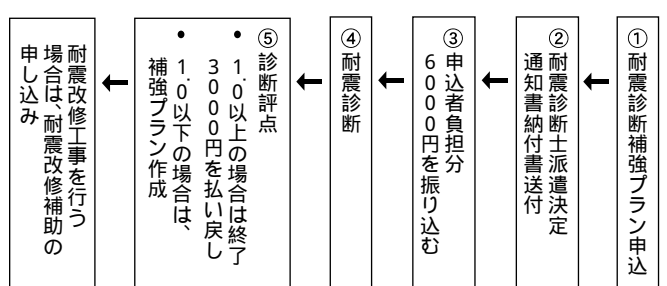 ①耐震診断補強プラン申込
②耐震診断士派遣決定
通知書納付書送付
③申込者負担分
6000円を振り込む
④耐震診断
⑤診断評点
• 1.0以上の場合は終了
3000円を払い戻し
• 1.0以下の場合は、
補強プラン作成
耐震改修工事を行う
場合は、耐震改修補助の
申し込み